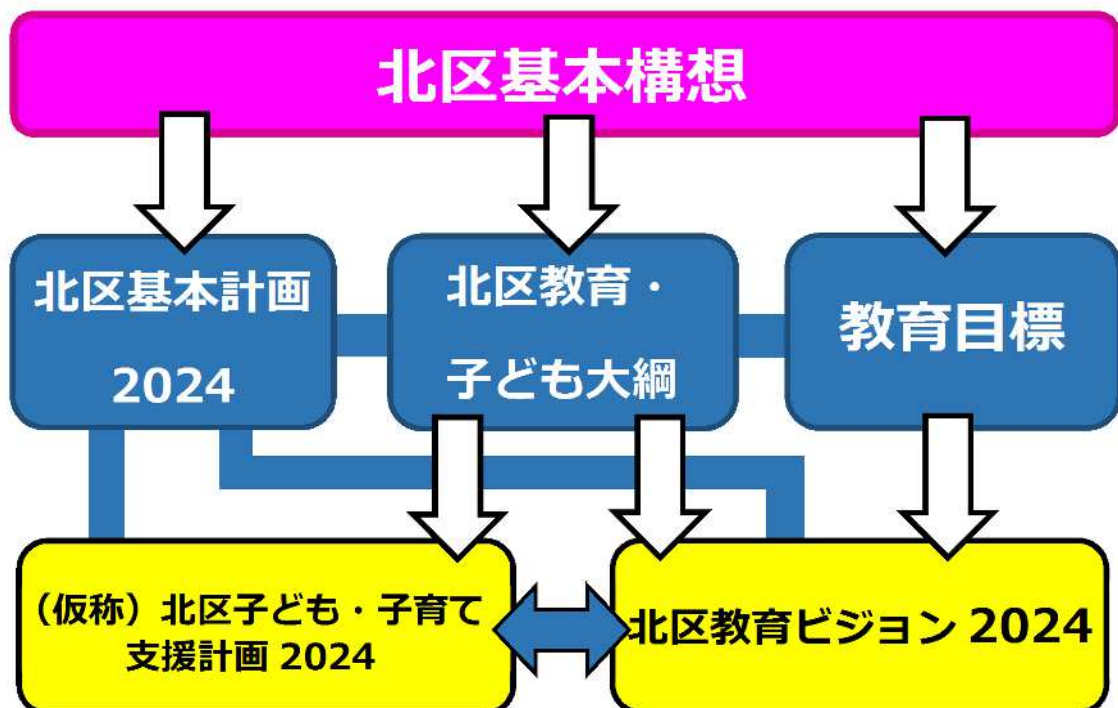 北区基本構想
北区基本計画
2024
北区教育・
子ども大綱
教育目標
（仮称）北区子ども・子育て
支援計画 2024
北区教育ビジョン 2024